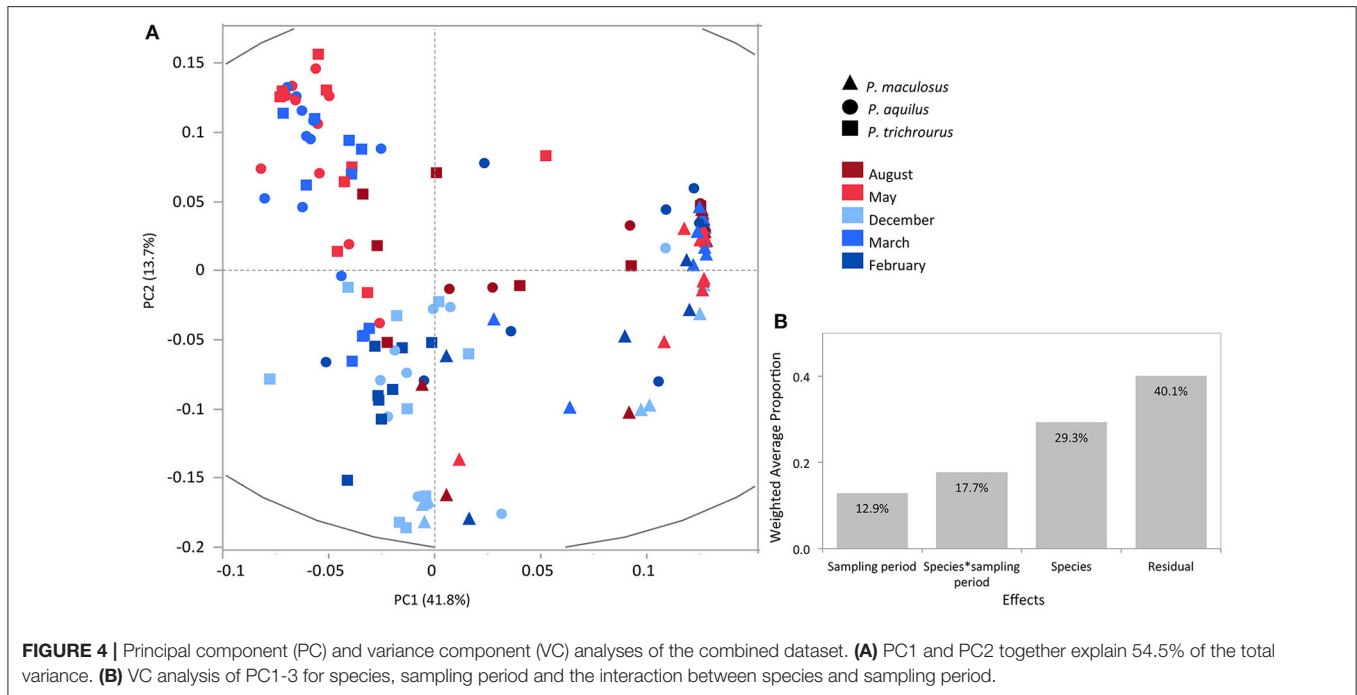 A
0.15
0.1
0.05
0
-0.05
-0.1
-0.15
-0.2
PC2 (13.7%)
-0.1
-0.05
0
0.05
0.1
PC1 (41.8%)
P. maculosus
P. aquilus
P. trichrourus
August
May
December
March
February
B
Weighted Average Proportion
0.4
0.2
0.0
12.9%
17.7%
29.3%
40.1%
Sampling period
Species*sampling
period
Species
Residual
Effects
FIGURE 4 | Principal component (PC) and variance component (VC) analyses of the combined dataset. (A) PC1 and PC2 together explain 54.5% of the total
variance. (B) VC analysis of PC1-3 for species, sampling period and the interaction between species and sampling period.